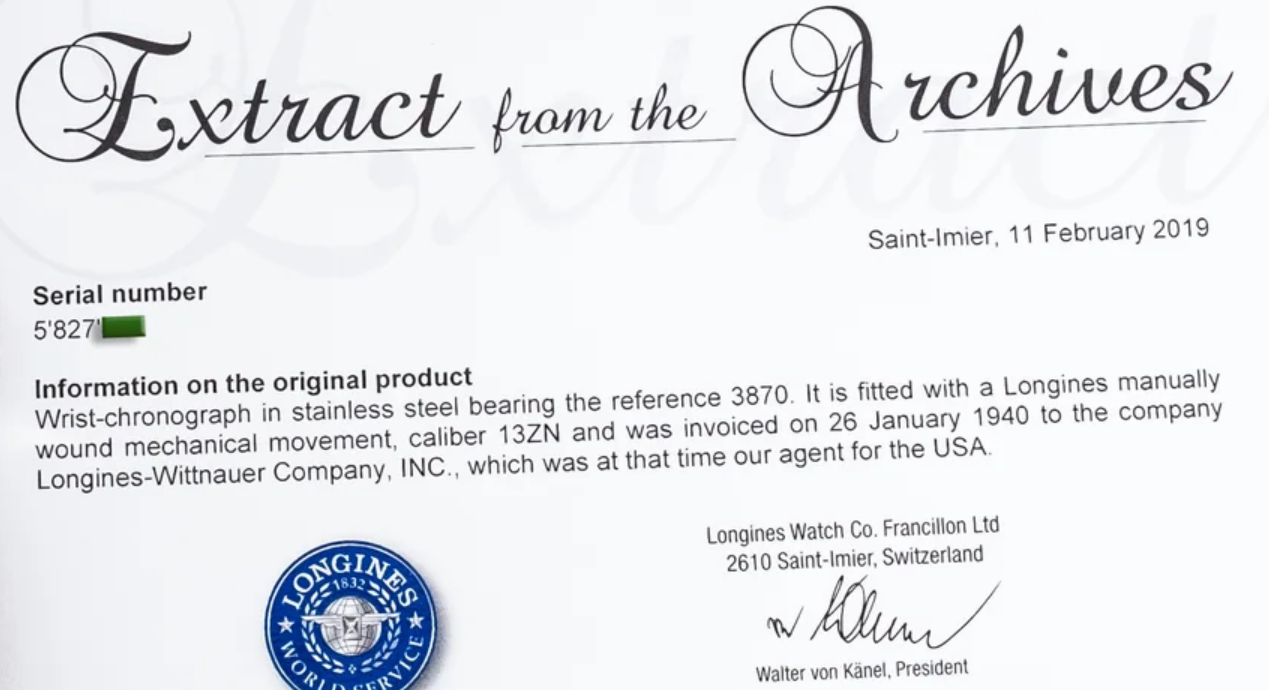 Extract from the Archives
Saint-Imier, 11 February 2019
Serial number
5'827'
Information on the original product
Wrist-chronograph in stainless steel bearing the reference 3870. It is fitted with a Longines manually
wound mechanical movement, caliber 13ZN and was invoiced on 26 January 1940 to the company
Longines-Wittnauer Company, INC., which was at that time our agent for the USA.
Longines Watch Co. Francillon Ltd
2610 Saint-Imier, Switzerland
Walter von Känel, President
LONGINES
1832
WORLD SERVICE